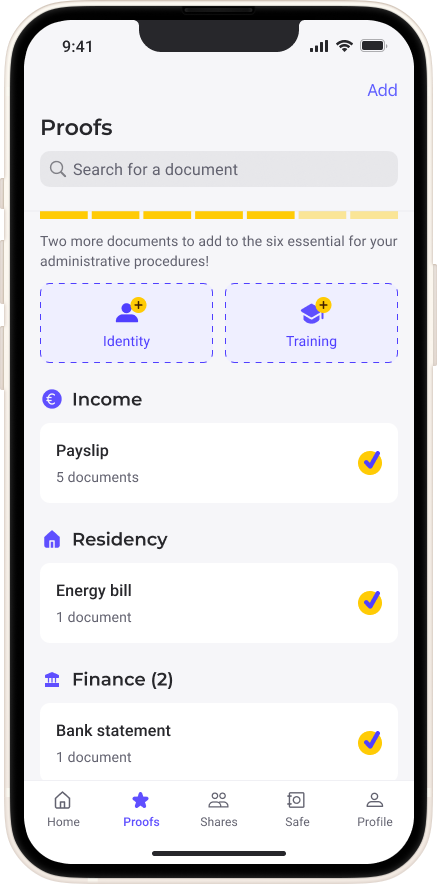 9:41
Add
Proofs
Search for a document
Two more documents to add to the six essential for your
administrative procedures!
Identity
Training
€ Income
Payslip
5 documents
Residency
Energy bill
1 document
Finance (2)
Bank statement
1 document
Home
Proofs
Shares
Safe
Profile